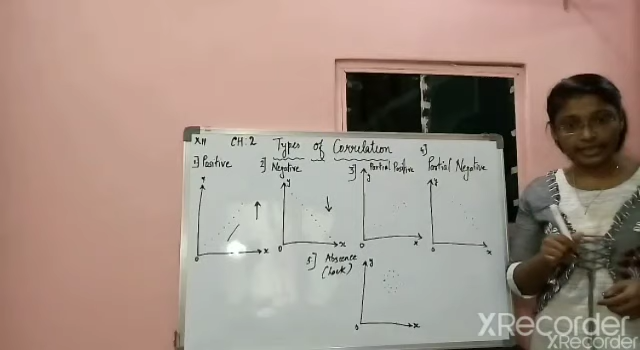 XII CH:2 Types of Correlation
1] Positive
2] Negative
3] Partial Positive
4]
Partial Negative
Y
O
X
y
O
X
y
O
X
y
O
X
5] Absence
y
O
X
XRecorder
XRecorder